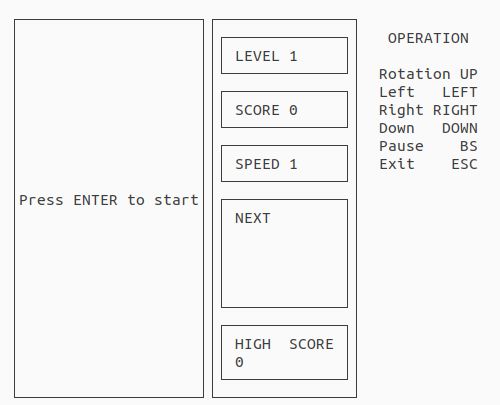 Press ENTER to start
LEVEL 1
SCORE 0
SPEED 1
NEXT
HIGH  SCORE
0
OPERATION
Rotation UP
Left   LEFT
Right RIGHT
Down   DOWN
Pause    BS
Exit    ESC